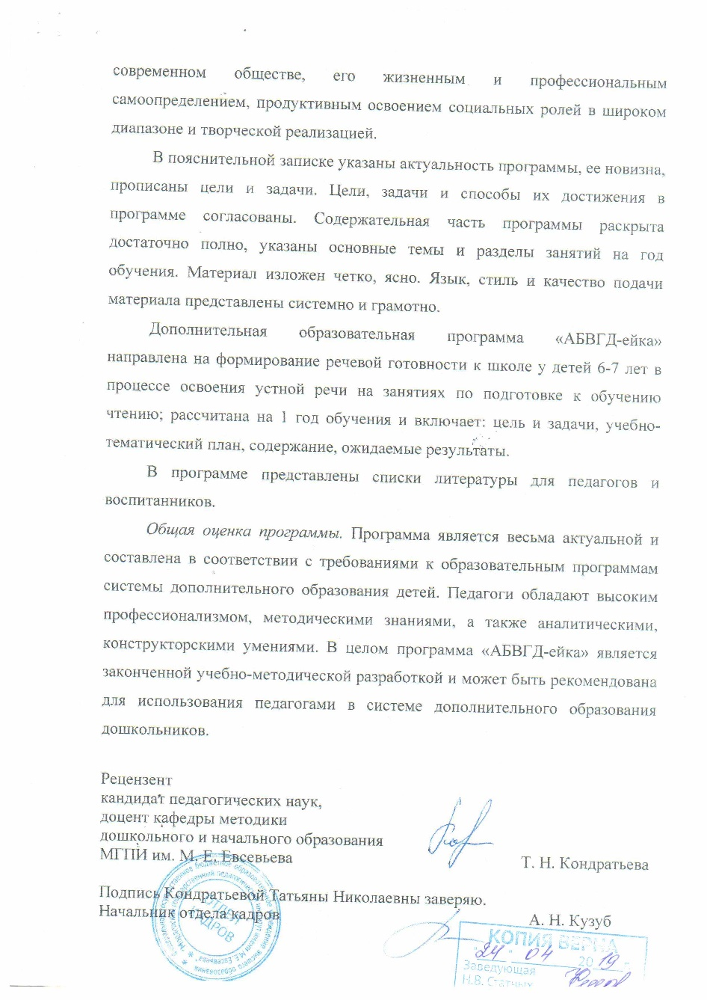 современном обществе, его жизненным и профессиональным
самоопределением, продуктивным освоением социальных ролей в широком
диапазоне и творческой реализацией.
В пояснительной записке указаны актуальность программы, ее новизна,
прописаны цели и задачи. Цели, задачи и способы их достижения в
программе согласованы. Содержательная часть программы раскрыта
достаточно полно, указаны основные темы и разделы занятий на год
обучения. Материал изложен четко, ясно. Язык, стиль и качество подачи
материала представлены системно и грамотно.
Дополнительная образовательная программа «АБВГД-ейка»
направлена на формирование речевой готовности к школе у детей 6-7 лет в
процессе освоения устной речи на занятиях по подготовке к обучению
чтению; рассчитана на 1 год обучения и включает: цель и задачи, учебно-
тематический план, содержание, ожидаемые результаты.
В программе представлены списки литературы для педагогов и
воспитанников.
Общая оценка программы. Программа является весьма актуальной и
составлена в соответствии с требованиями к образовательным программам
системы дополнительного образования детей. Педагоги обладают высоким
профессионализмом, методическими знаниями, а также аналитическими,
конструкторскими умениями. В целом программа «АБВГД-ейка» является
законченной учебно-методической разработкой и может быть рекомендована
для использования педагогами в системе дополнительного образования
дошкольников.
Рецензент
кандидат педагогических наук,
доцент кафедры методики
дошкольного и начального образования
МГПИ им. М. Е. Евсевьева
Т. Н. Кондратьева
Подпись Кондратьевой Татьяны Николаевны заверяю.
Начальник отдела кадров
А. Н. Кузуб
ОТДЕЛ
КАДРОВ
КОПИЯ ВЕРНА
"24" 04 2019 г.
Заведующая
Н.В. Статных